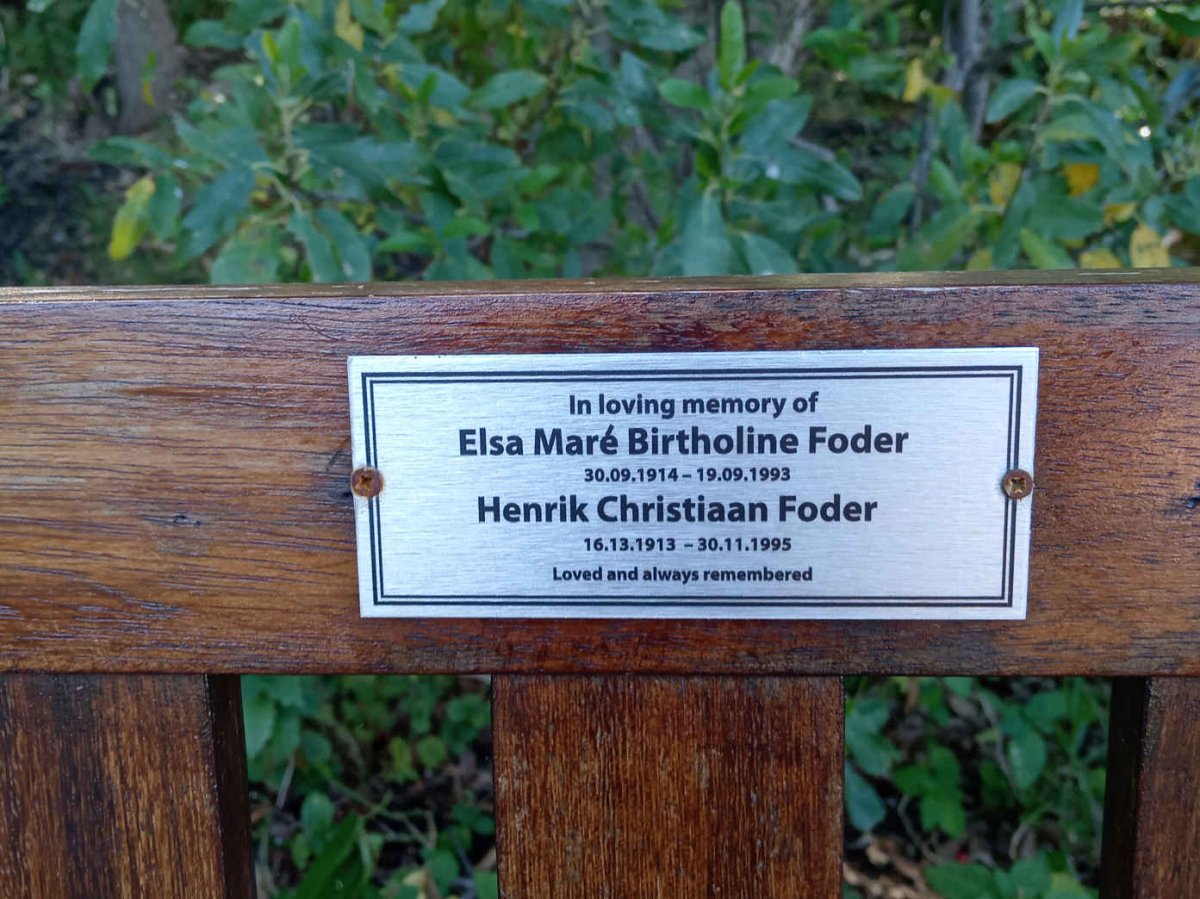 In loving memory of
Elsa Maré Birtholine Foder
30.09.1914 – 19.09.1993
Henrik Christiaan Foder
16.13.1913 – 30.11.1995
Loved and always remembered